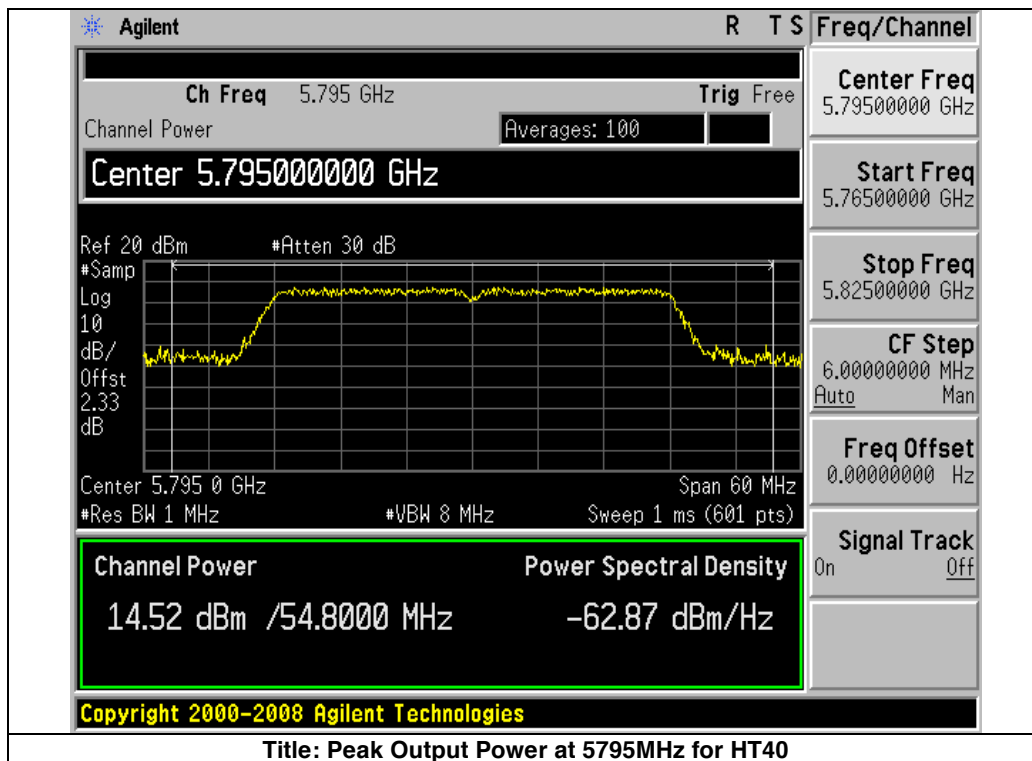 Agilent R T S Freq/Channel
Ch Freq 5.795 GHz Trig Free
Channel Power Averages: 100
Center 5.795000000 GHz
Ref 20 dBm #Atten 30 dB
#Samp
Log
10
dB/
Offst
2.33
dB
Center 5.795 0 GHz Span 60 MHz
#Res BW 1 MHz #VBW 8 MHz Sweep 1 ms (601 pts)
Channel Power Power Spectral Density
14.52 dBm /54.8000 MHz -62.87 dBm/Hz
Center Freq
5.79500000 GHz
Start Freq
5.76500000 GHz
Stop Freq
5.82500000 GHz
CF Step
6.00000000 MHz
Auto Man
Freq Offset
0.00000000 Hz
Signal Track
On Off
Copyright 2000-2008 Agilent Technologies
Title: Peak Output Power at 5795MHz for HT40